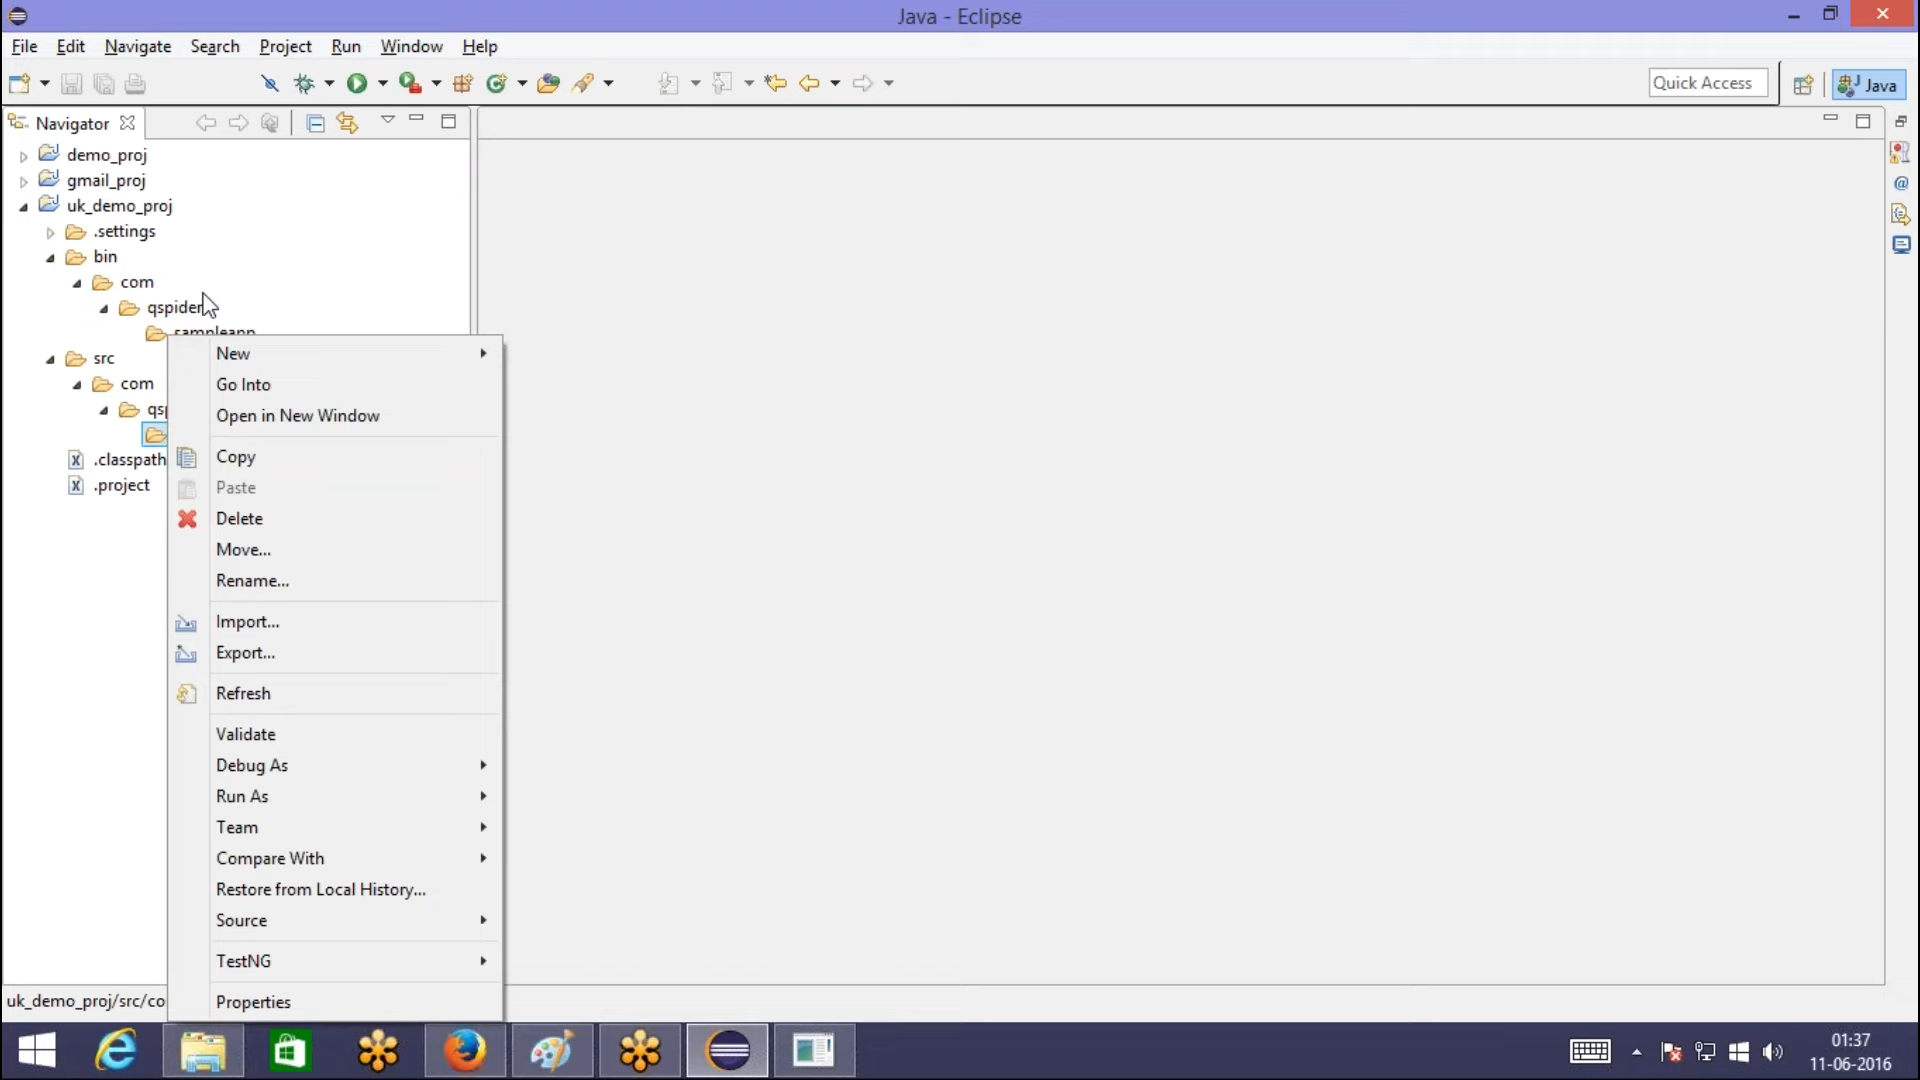 Java - Eclipse
File Edit Navigate Search Project Run Window Help
Quick Access
Java
Navigator
demo_proj
gmail_proj
uk_demo_proj
.settings
bin
com
qspider
sampleapp
src
com
qsp
.classpath
.project
New
Go Into
Open in New Window
Copy
Paste
Delete
Move...
Rename...
Import...
Export...
Refresh
Validate
Debug As
Run As
Team
Compare With
Restore from Local History...
Source
TestNG
Properties
uk_demo_proj/src/co
01:37
11-06-2016